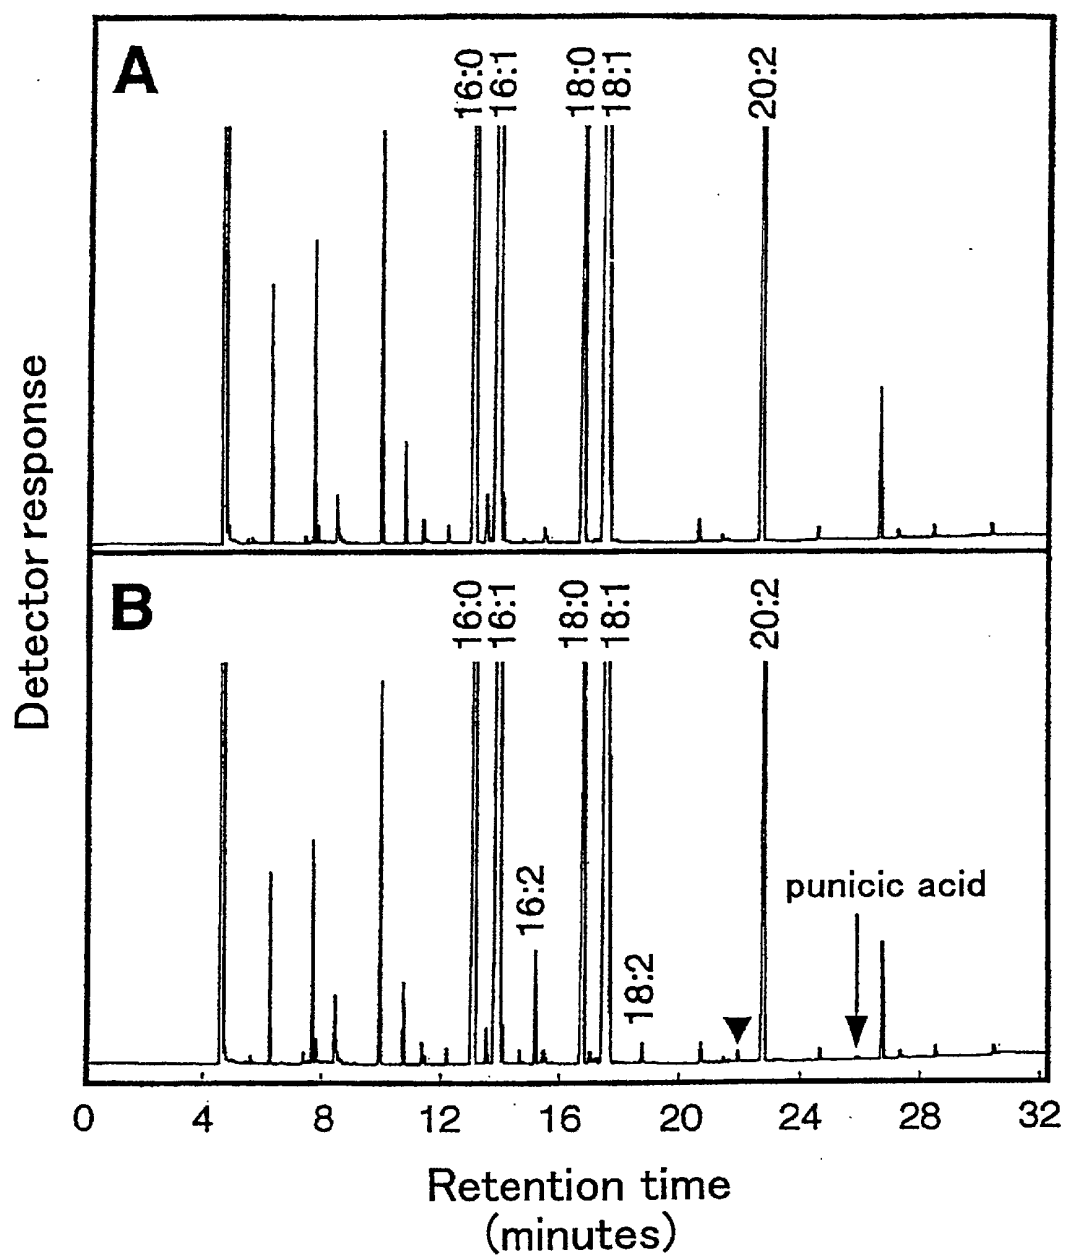 A
16:0
16:1
18:0
18:1
20:2
Detector response
B
16:0
16:1
18:0
18:1
20:2
16:2
18:2
punicic acid
0 4 8 12 16 20 24 28 32
Retention time
(minutes)